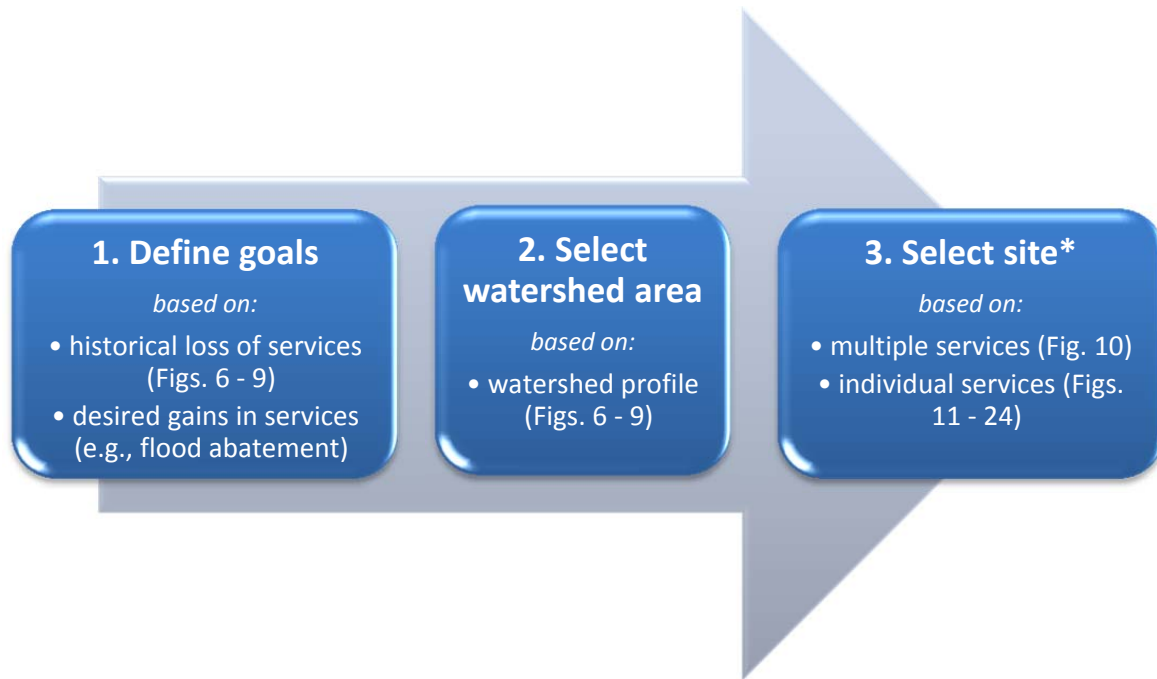 1. Define goals
based on:
• historical loss of services
(Figs. 6 - 9)
• desired gains in services
(e.g., flood abatement)
2. Select
watershed area
based on:
• watershed profile
(Figs. 6 - 9)
3. Select site*
based on:
• multiple services (Fig. 10)
• individual services (Figs.
11 - 24)